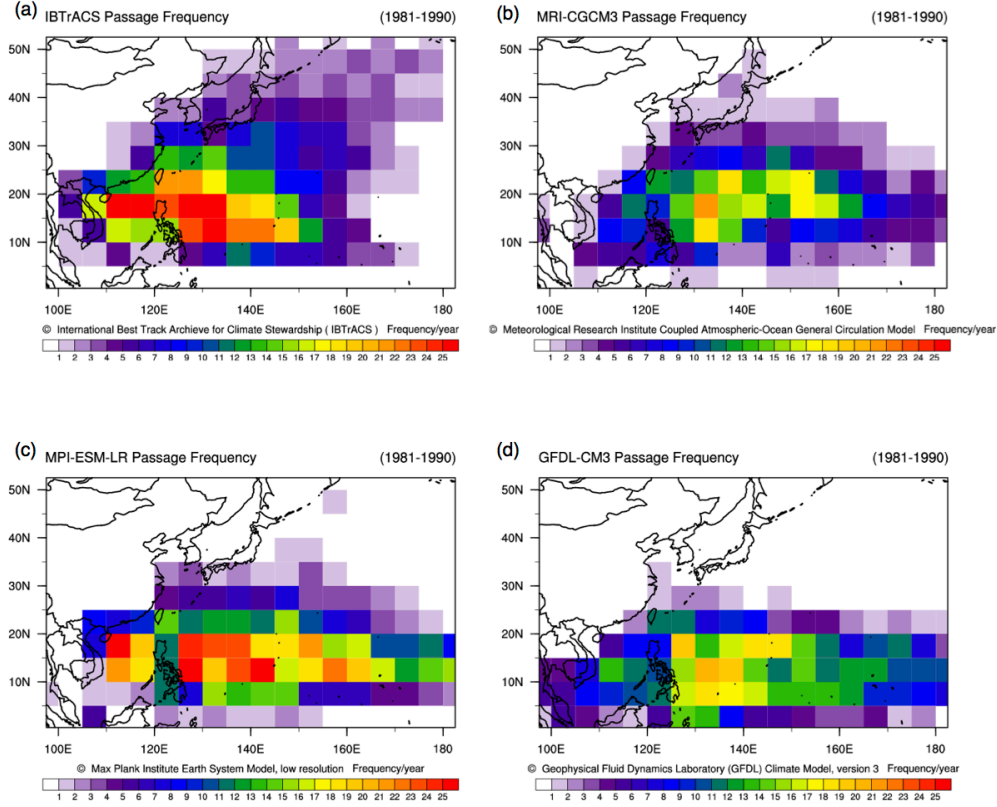 (a)
IBTrACS Passage Frequency (1981-1990)
50N
40N
30N
20N
10N
100E 120E 140E 160E 180
© International Best Track Archive for Climate Stewardship ( IBTrACS ) Frequency/year
1 2 3 4 5 6 7 8 9 10 11 12 13 14 15 16 17 18 19 20 21 22 23 24 25
(b)
MRI-CGCM3 Passage Frequency (1981-1990)
50N
40N
30N
20N
10N
100E 120E 140E 160E 180
© Meteorological Research Institute Coupled Atmospheric-Ocean General Circulation Model Frequency/year
1 2 3 4 5 6 7 8 9 10 11 12 13 14 15 16 17 18 19 20 21 22 23 24 25
(c)
MPI-ESM-LR Passage Frequency (1981-1990)
50N
40N
30N
20N
10N
100E 120E 140E 160E 180
© Max Plank Institute Earth System Model, low resolution Frequency/year
1 2 3 4 5 6 7 8 9 10 11 12 13 14 15 16 17 18 19 20 21 22 23 24 25
(d)
GFDL-CM3 Passage Frequency (1981-1990)
50N
40N
30N
20N
10N
100E 120E 140E 160E 180
© Geophysical Fluid Dynamics Laboratory (GFDL) Climate Model, version 3 Frequency/year
1 2 3 4 5 6 7 8 9 10 11 12 13 14 15 16 17 18 19 20 21 22 23 24 25